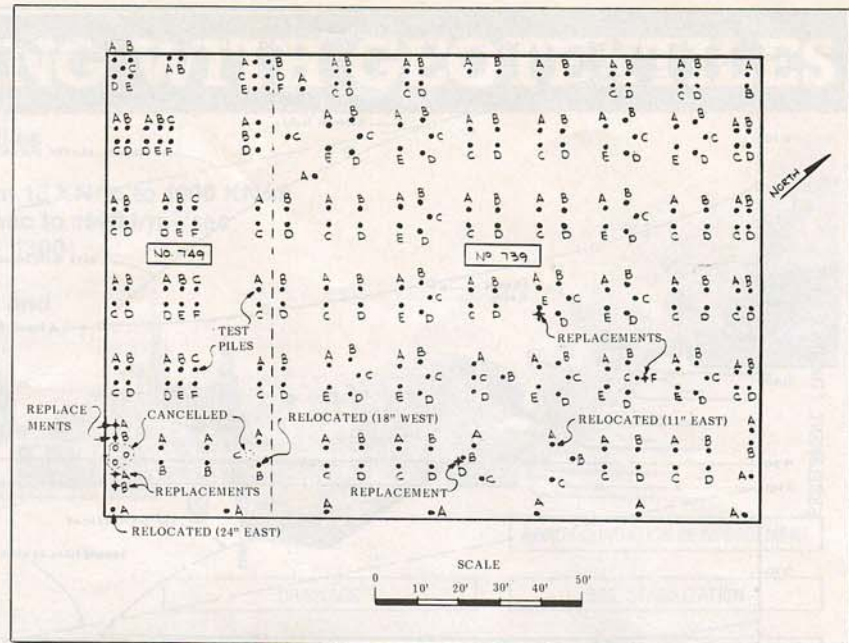 A B A A B A B A B A B A B A B A B A
C B C D
D E E F A C D C D C D C D B
A B A B C A A B A B A B A B A B A B A B A B
B C C C C
C D D E F D E D E D C D C D E D E D C D
A
A B A B C A B A B A B A B A B A B A B A B
C
C D D E F C D C D E D C D C D C D C D C D
NORTH
Nº 749
Nº 739
A B A B C A B A B A B A B A B A B A B A B
E
C D D E F C D C D E D C D D C D E D C D
TEST
PILES
REPLACEMENTS
A B A B C A B A B A B A A B A B A B A B
C D D E F C D E D E D C B C C F
REPLACE
MENTS
CANCELLED
RELOCATED (18" WEST)
RELOCATED (11" EAST)
A
B A A A A B A B A A A B A B A
B B C B B B B
C D C D D C C C D C D A
REPLACEMENTS
REPLACEMENT
A A A A A
RELOCATED (24" EAST)
SCALE
0 10' 20' 30' 40' 50'